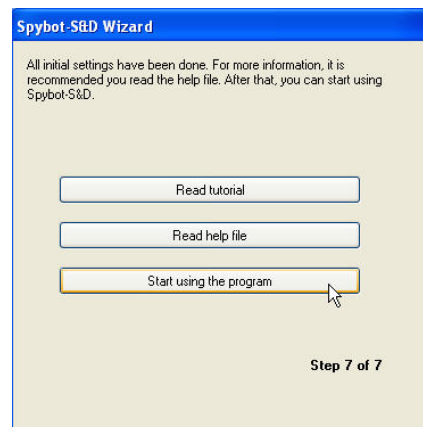 Spybot-S&D Wizard
All initial settings have been done. For more information, it is
recommended you read the help file. After that, you can start using
Spybot-S&D.
Read tutorial
Read help file
Start using the program
Step 7 of 7